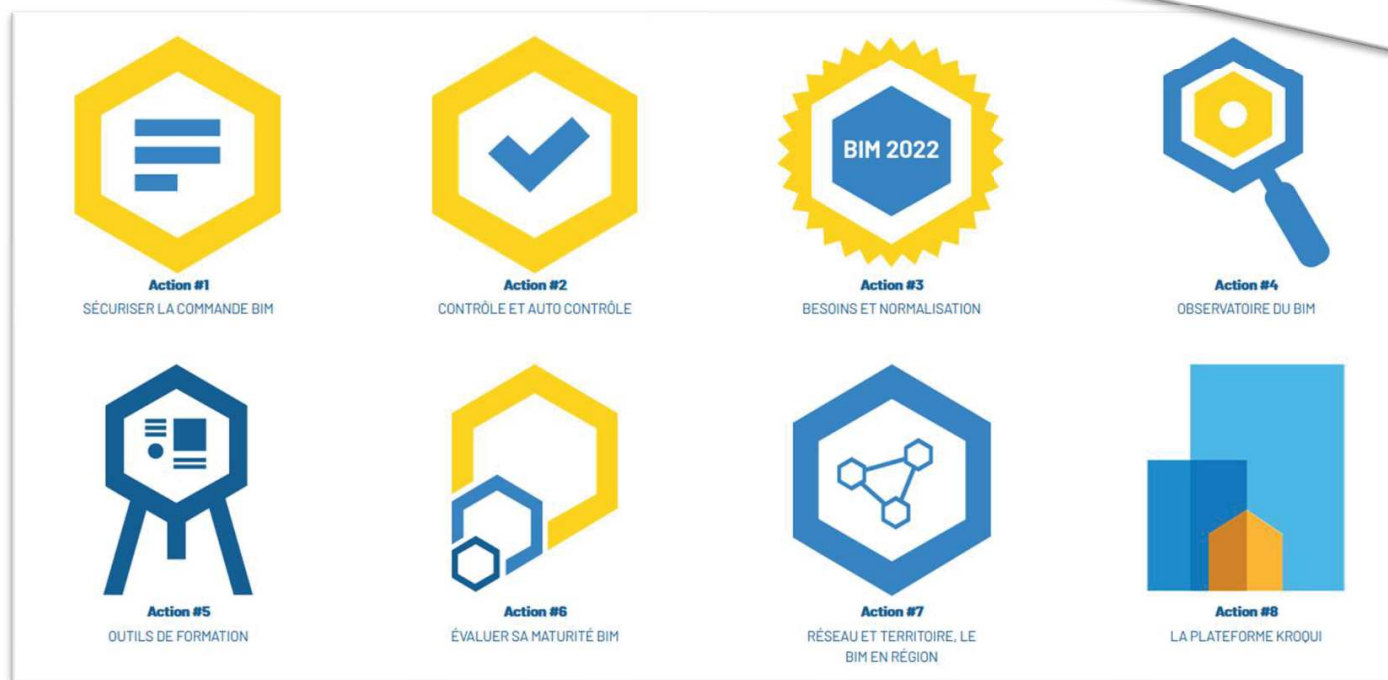 BIM 2022
Action #1
SÉCURISER LA COMMANDE BIM
Action #2
CONTRÔLE ET AUTO CONTRÔLE
Action #3
BESOINS ET NORMALISATION
Action #4
OBSERVATOIRE DU BIM
Action #5
OUTILS DE FORMATION
Action #6
ÉVALUER SA MATURITÉ BIM
Action #7
RÉSEAU ET TERRITOIRE, LE
BIM EN RÉGION
Action #8
LA PLATEFORME KROQUI